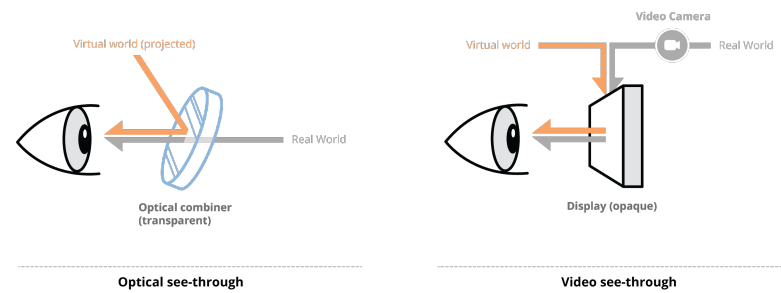 Virtual world (projected)
Real World
Optical combiner
(transparent)
Optical see-through
Video Camera
Virtual world
Real World
Display (opaque)
Video see-through